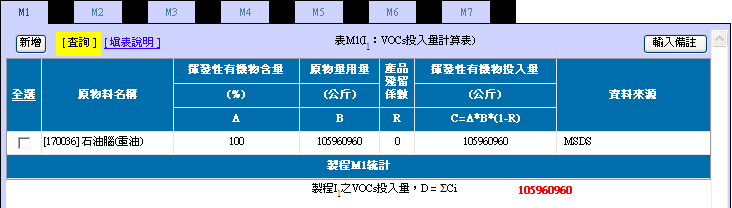 M1 M2 M3 M4 M5 M6 M7
新增 [查詢] [填表說明] 表M1(I1：VOCs投入量計算表) 輸入備註
全選 原物料名稱 揮發性有機物含量 (%) A 原物量用量 (公斤) B 產品殘留係數 R 揮發性有機物投入量 (公斤) C=A*B*(1-R) 資料來源
[170036] 石油腦(重油) 100 105960960 0 105960960 MSDS
製程M1統計
製程I1之VOCs投入量，D = ΣCi 105960960